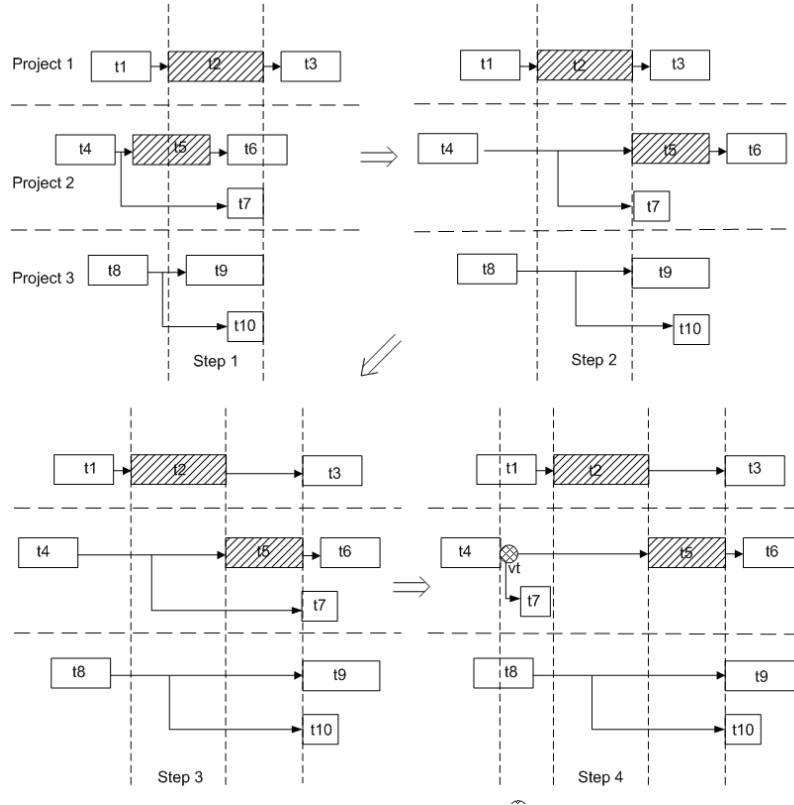 Project 1
t1
t2
t3
t1
t2
t3
t4
t5
t6
t4
t5
t6
Project 2
t7
t7
Project 3
t8
t9
t8
t9
t10
t10
Step 1
Step 2
t1
t2
t3
t1
t2
t3
t4
t5
t6
t4
t5
t6
vt
t7
t7
t8
t9
t8
t9
t10
t10
Step 3
Step 4